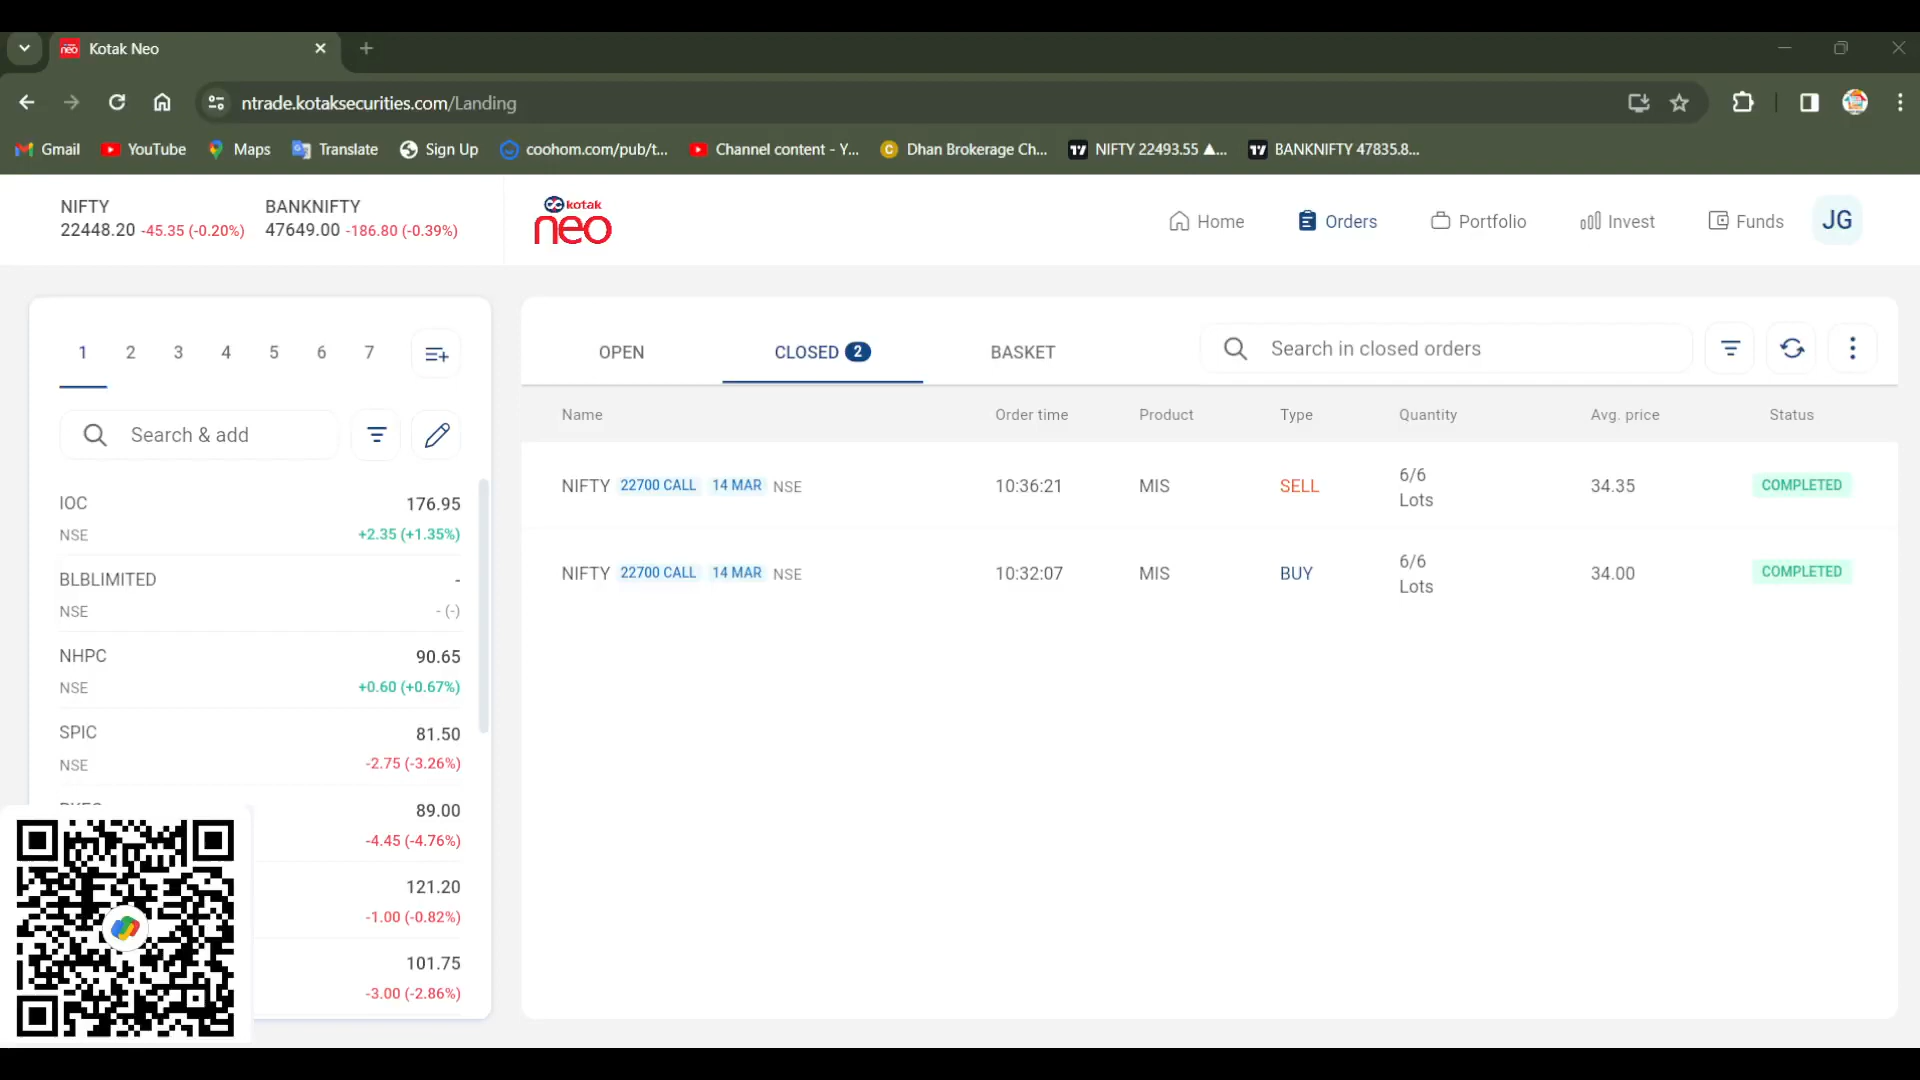 Kotak Neo
ntrade.kotaksecurities.com/Landing
Gmail YouTube Maps Translate Sign Up coohom.com/pub/t... Channel content - Y... Dhan Brokerage Ch... NIFTY 22493.55 ▲... BANKNIFTY 47835.8...
NIFTY BANKNIFTY
22448.20 -45.35 (-0.20%) 47649.00 -186.80 (-0.39%)
kotak
neo
Home Orders Portfolio Invest Funds JG
1 2 3 4 5 6 7
Search & add
IOC 176.95
NSE +2.35 (+1.35%)
BLBLIMITED -
NSE - (-)
NHPC 90.65
NSE +0.60 (+0.67%)
SPIC 81.50
NSE -2.75 (-3.26%)
89.00
-4.45 (-4.76%)
121.20
-1.00 (-0.82%)
101.75
-3.00 (-2.86%)
OPEN CLOSED 2 BASKET Search in closed orders
Name Order time Product Type Quantity Avg. price Status
NIFTY 22700 CALL 14 MAR NSE 10:36:21 MIS SELL 6/6 Lots 34.35 COMPLETED
NIFTY 22700 CALL 14 MAR NSE 10:32:07 MIS BUY 6/6 Lots 34.00 COMPLETED